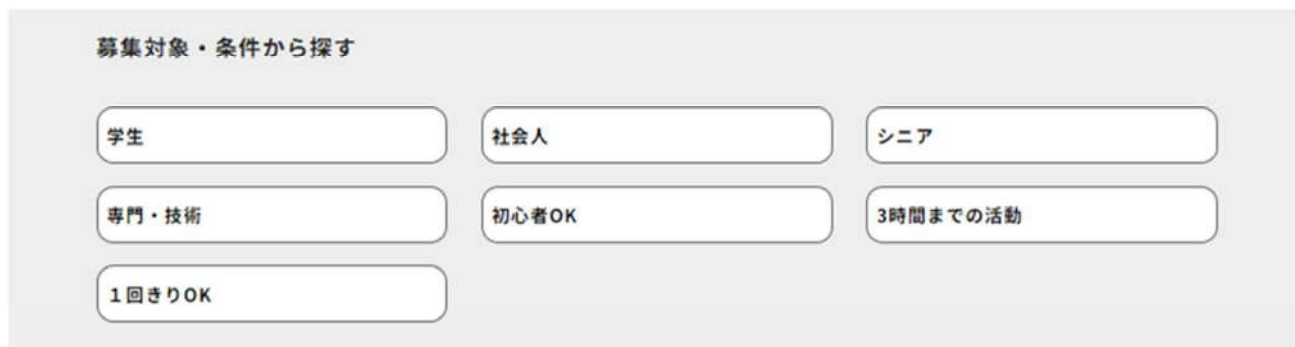 募集対象・条件から探す
学生
社会人
シニア
専門・技術
初心者OK
3時間までの活動
１回きりOK